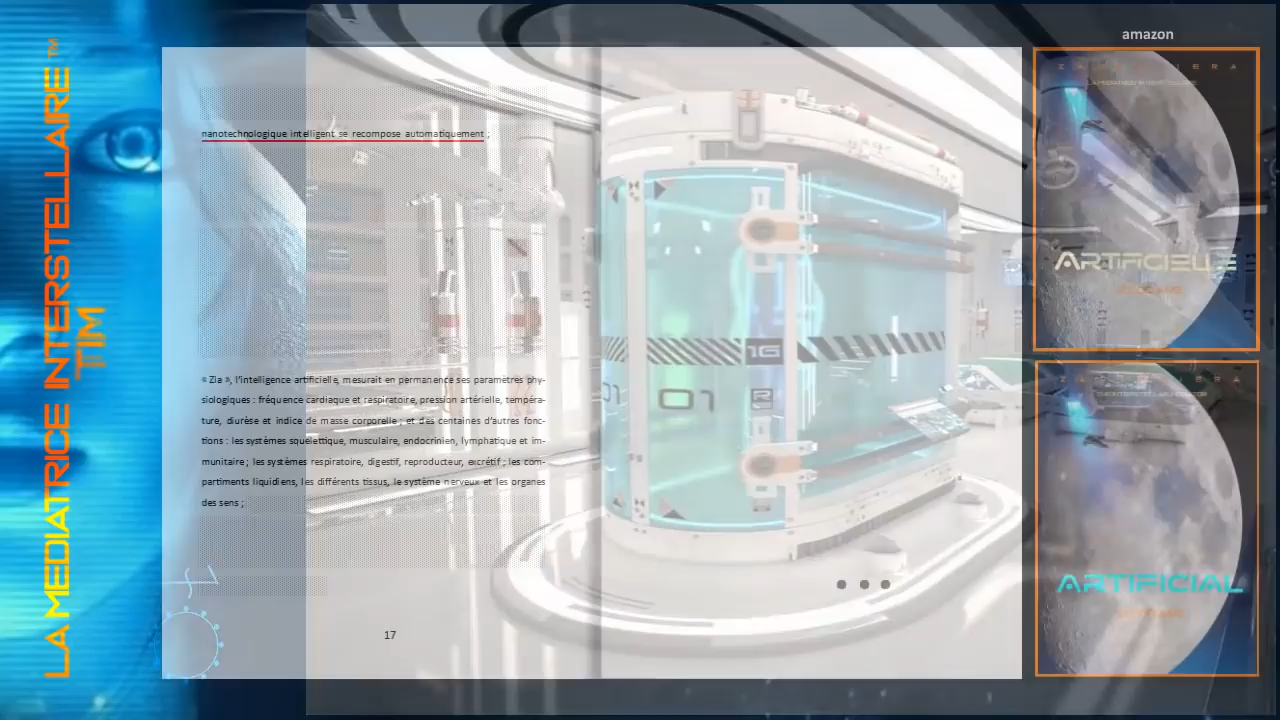 LA MEDIATRICE INTERSTELLAIRE™
TIM
nanotechnologique intelligent se recompose automatiquement ;
« Zia », l'intelligence artificielle, mesurait en permanence ses paramètres phy-
siologiques : fréquence cardiaque et respiratoire, pression artérielle, tempéra-
ture, diurèse et indice de masse corporelle ; et des centaines d'autres fonc-
tions : les systèmes squelettique, musculaire, endocrinien, lymphatique et im-
munitaire ; les systèmes respiratoire, digestif, reproducteur, excrétif ; les com-
partiments liquidiens, les différents tissus, le système nerveux et les organes
des sens ;
17
16
01
01
R
amazon
ARTIFICIELLE
ARTIFICIAL